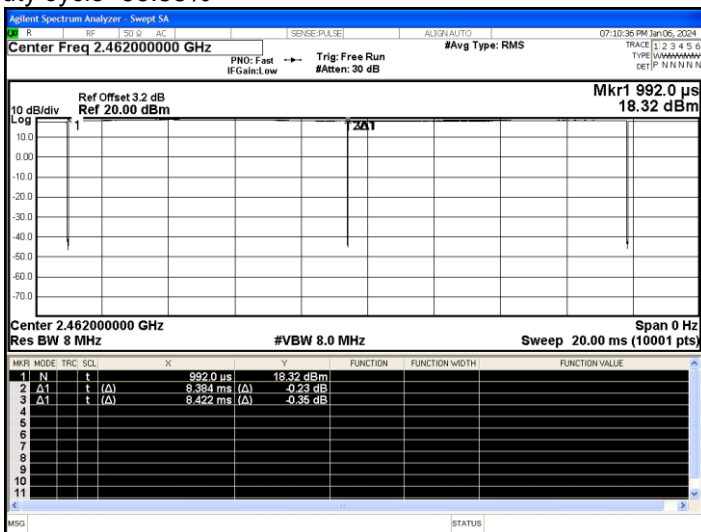 Agilent Spectrum Analyzer - Swept SA
R RF 50 Ω AC SENSE:PULSE ALIGN AUTO 07:10:36 PM Jan 06, 2024
Center Freq 2.462000000 GHz #Avg Type: RMS TRACE 1 2 3 4 5 6
PNO: Fast Trig: Free Run TYPE WWWWWW
IFGain:Low #Atten: 30 dB DET P N N N N N
Mkr1 992.0 µs
Ref Offset 3.2 dB
10 dB/div Ref 20.00 dBm 18.32 dBm
Log
1 2Δ1
10.0
0.00
-10.0
-20.0
-30.0
-40.0
-50.0
-60.0
-70.0
Center 2.462000000 GHz Span 0 Hz
Res BW 8 MHz #VBW 8.0 MHz Sweep 20.00 ms (10001 pts)
MKR MODE TRC SCL X Y FUNCTION FUNCTION WIDTH FUNCTION VALUE
1 N t 992.0 µs 18.32 dBm
2 Δ1 t (Δ) 8.384 ms (Δ) -0.23 dB
3 Δ1 t (Δ) 8.422 ms (Δ) -0.35 dB
4
5
6
7
8
9
10
11
MSG STATUS